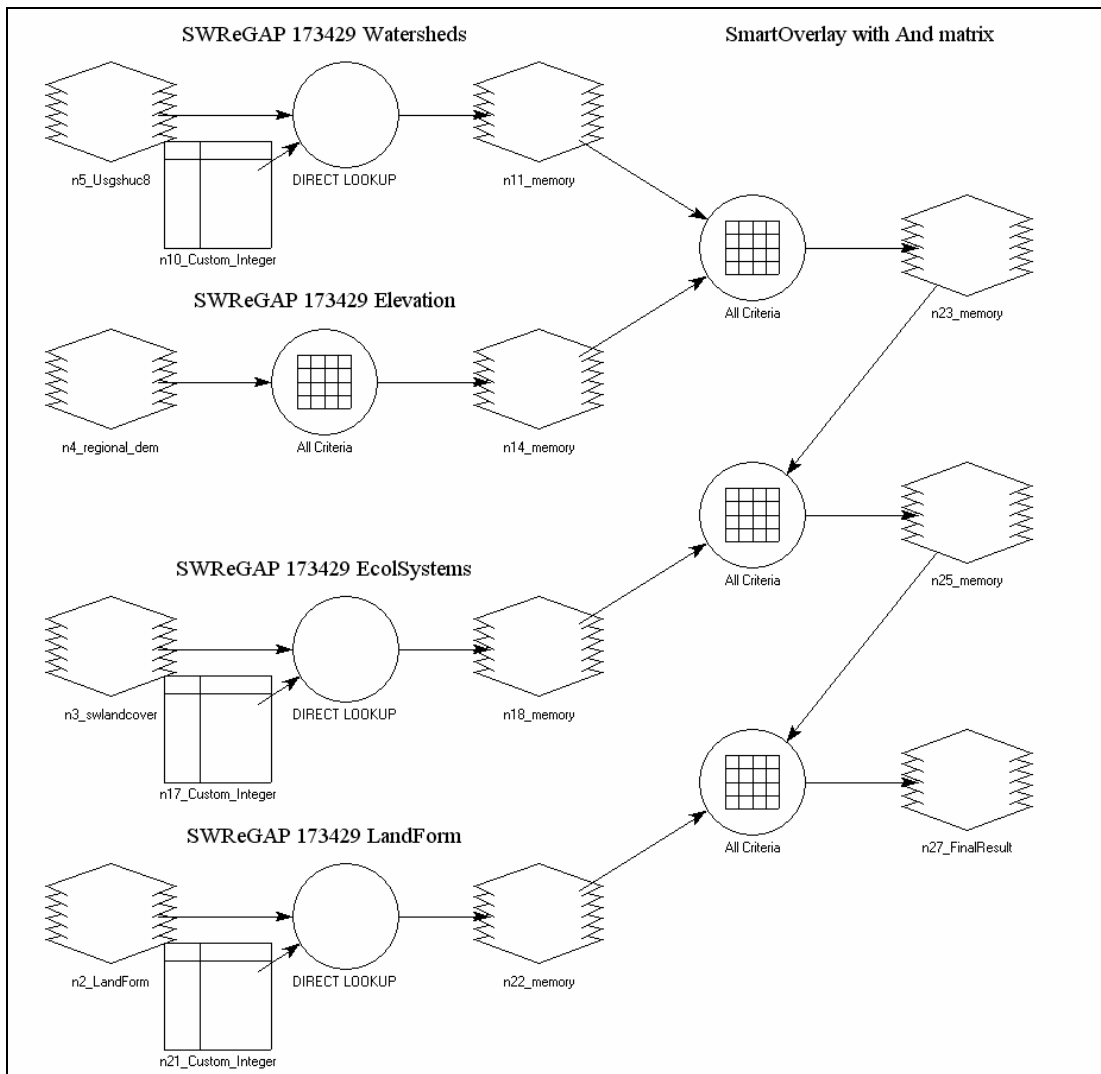 SWReGAP 173429 Watersheds
SmartOverlay with And matrix
n5_Usgshuc8
DIRECT LOOKUP
n11_memory
n10_Custom_Integer
All Criteria
n23_memory
SWReGAP 173429 Elevation
n4_regional_dem
All Criteria
n14_memory
All Criteria
n25_memory
SWReGAP 173429 EcolSystems
n3_swlandcover
DIRECT LOOKUP
n18_memory
n17_Custom_Integer
All Criteria
n27_FinalResult
SWReGAP 173429 LandForm
n2_LandForm
DIRECT LOOKUP
n22_memory
n21_Custom_Integer